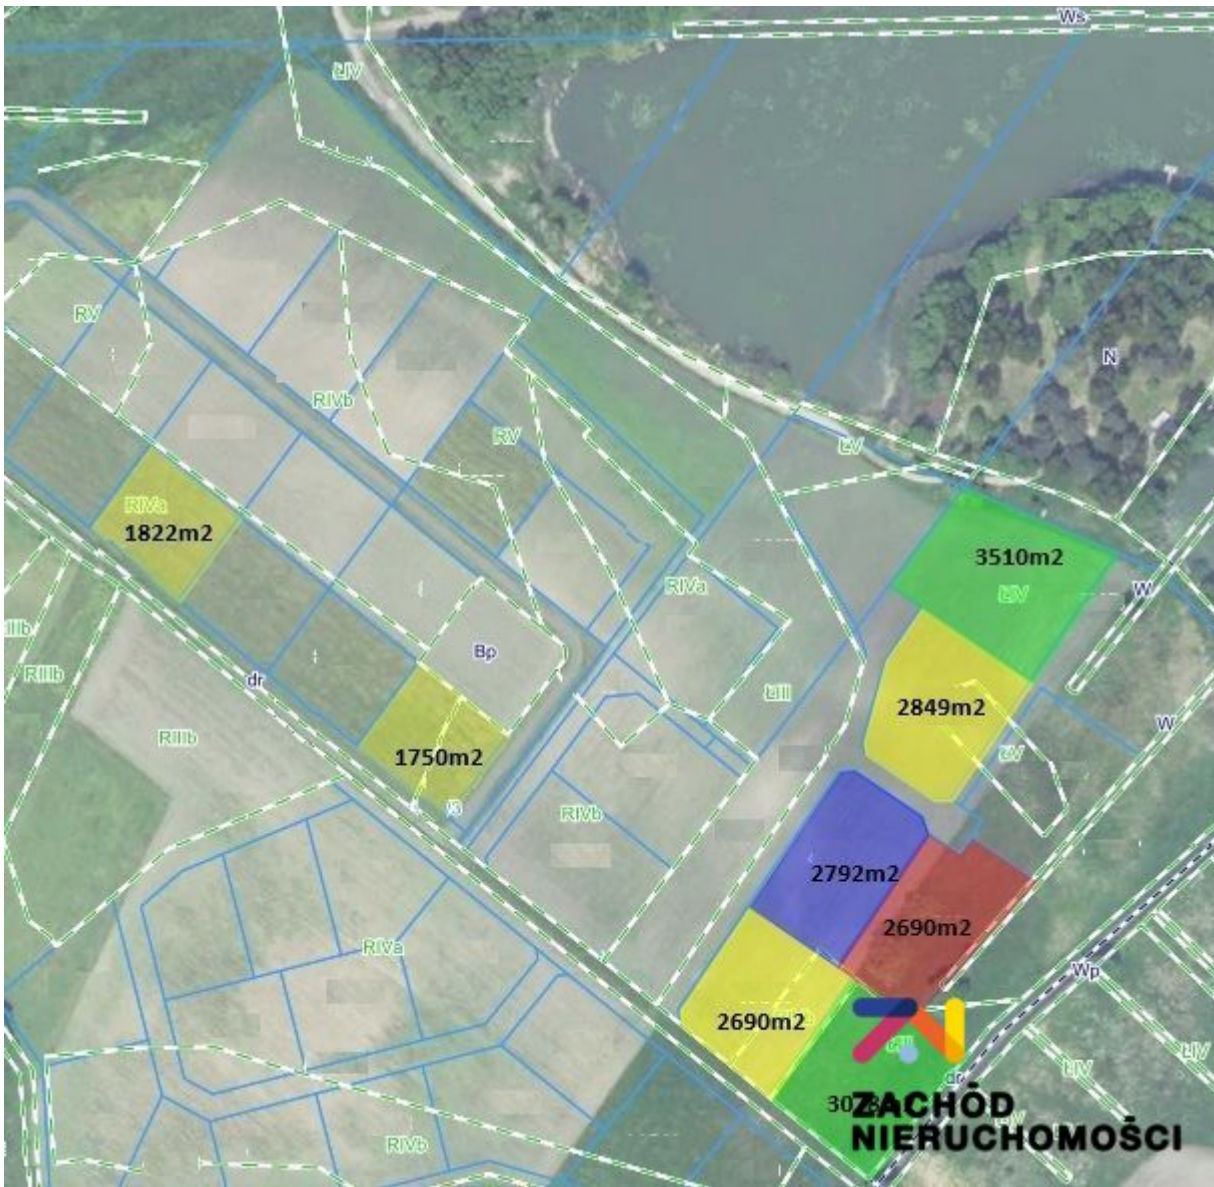 Ws
ŁIV
RV
N
RIVb
RV
ŁV
RIVa
1822m2
3510m2
RIVa
W
ŁIV
RIIIb
RIIIb
Bp
dr
ŁIII
2849m2
W
RIIIb
1750m2
ŁV
RIVb
2792m2
2690m2
RIVa
Wp
2690m2
ŁIV
ŁIV
dr
ZACHÓD
NIERUCHOMOŚCI
RIVb